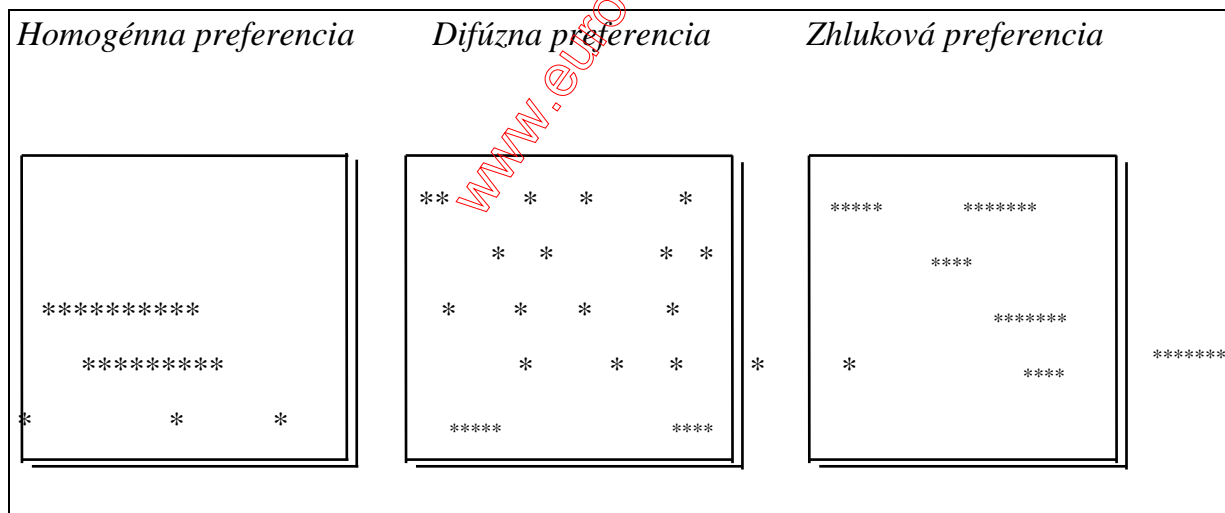 Homogénna preferencia Difúzna preferencia Zhluková preferencia
www.euro
** * * * ***** *******
* * * * ****
********** * * * * *******
********* * * * * * **** *******
* * * ***** ****